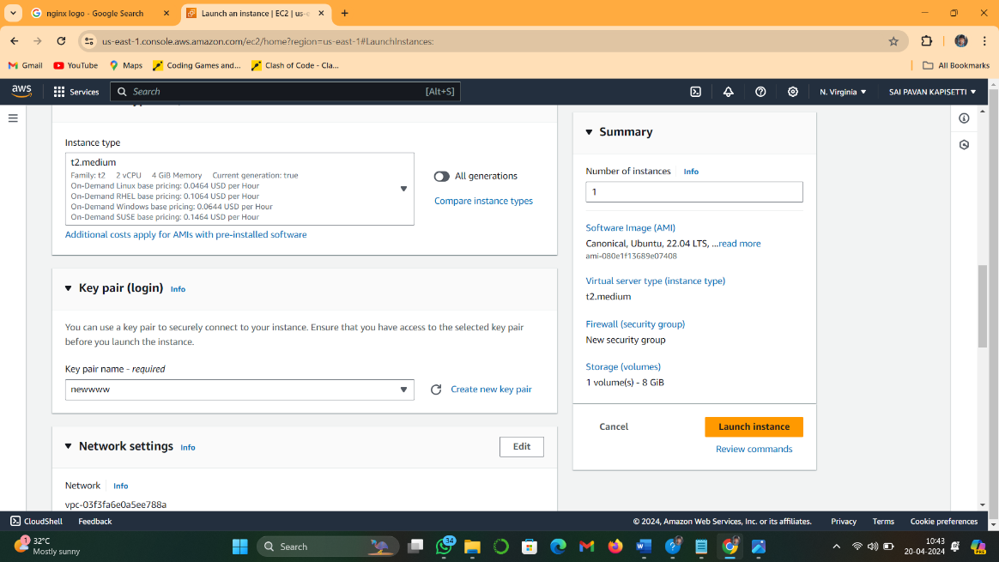 nginx logo - Google Search
Launch an instance | EC2 | us-e
us-east-1.console.aws.amazon.com/ec2/home?region=us-east-1#LaunchInstances:
Gmail
YouTube
Maps
Coding Games and...
Clash of Code - Cla...
All Bookmarks
aws
Services
Search
[Alt+S]
N. Virginia
SAI PAVAN KAPISETTI
Instance type
t2.medium
Family: t2 2 vCPU 4 GiB Memory Current generation: true
On-Demand Linux base pricing: 0.0464 USD per Hour
On-Demand RHEL base pricing: 0.1064 USD per Hour
On-Demand Windows base pricing: 0.0644 USD per Hour
On-Demand SUSE base pricing: 0.1464 USD per Hour
All generations
Compare instance types
Additional costs apply for AMIs with pre-installed software
Key pair (login) Info
You can use a key pair to securely connect to your instance. Ensure that you have access to the selected key pair
before you launch the instance.
Key pair name - required
newwww
Create new key pair
Network settings Info
Edit
Network Info
vpc-03f3fa6e0a5ee788a
Summary
Number of instances Info
1
Software Image (AMI)
Canonical, Ubuntu, 22.04 LTS, ...read more
ami-080e1f13689e07408
Virtual server type (instance type)
t2.medium
Firewall (security group)
New security group
Storage (volumes)
1 volume(s) - 8 GiB
Cancel
Launch instance
Review commands
CloudShell
Feedback
© 2024, Amazon Web Services, Inc. or its affiliates.
Privacy
Terms
Cookie preferences
1
32°C
Mostly sunny
Search
34
10:43
20-04-2024